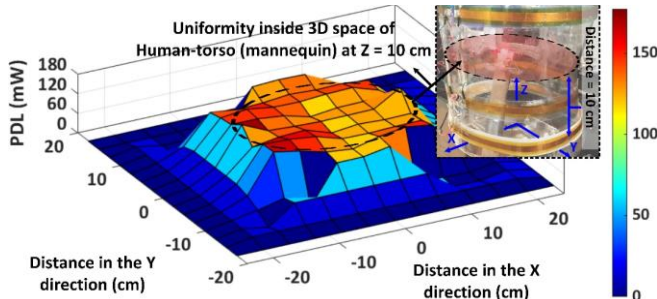 Uniformity inside 3D space of
Human-torso (mannequin) at Z = 10 cm
Distance = 10 cm
Z
X
Y
PDL (mW)
180
120
60
0
20
10
0
-10
-20
Distance in the Y
direction (cm)
-20
-10
0
10
20
Distance in the X
direction (cm)
150
100
50
0